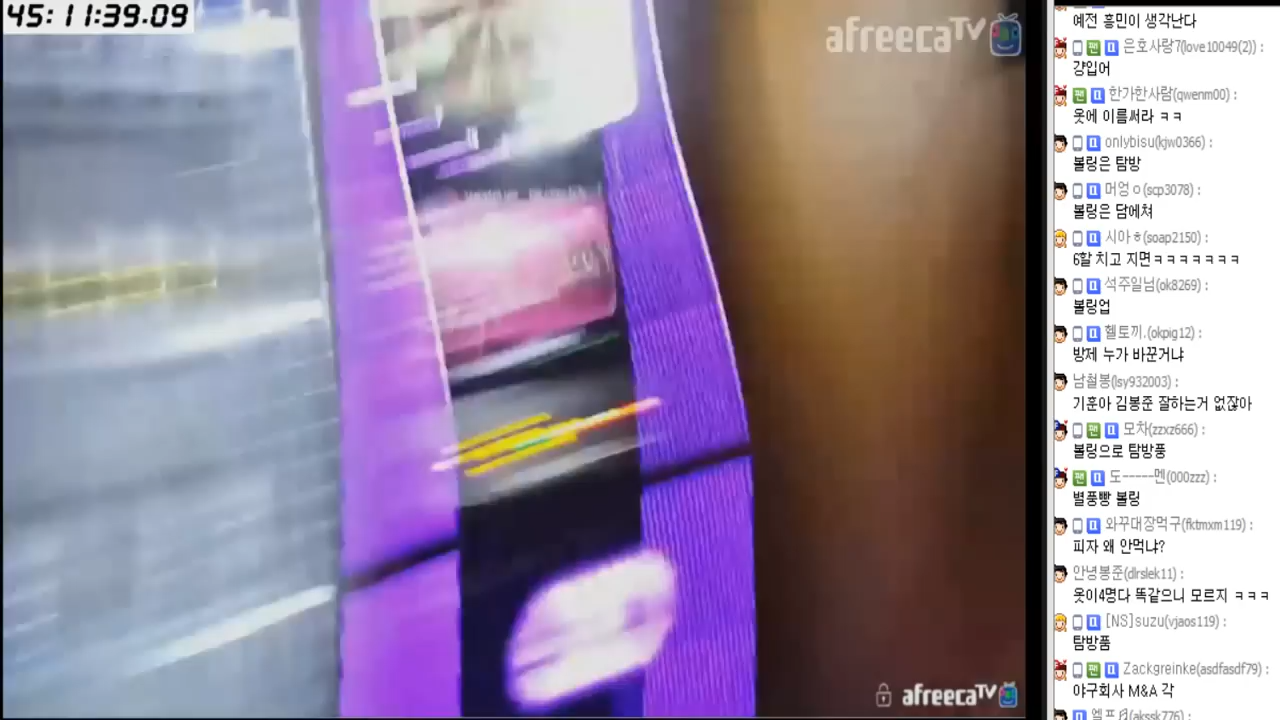 45:11:39.09
afreecaTV
예전 흥민이 생각난다
은호사랑7(love10049(2)) :
걍입어
한가한사람(qwenm00) :
옷에 이름써라 ㅋㅋ
onlybisu(kjw0366) :
볼링은 탐방
머엉ㅇ(scp3078) :
볼링은 담에쳐
시아ㅎ(soap2150) :
6할 치고 지면ㅋㅋㅋㅋㅋㅋㅋ
석주일님(ok8269) :
볼링업
헬토끼.(okpig12) :
방제 누가 바꾼거냐
남철봉(lsy932003) :
기훈아 김봉준 잘하는거 없잖아
모차(zzxz666) :
볼링으로 탐방풍
도-----멘(000zzz) :
별풍빵 볼링
와꾸대장먹구(fktmxm119) :
피자 왜 안먹냐?
안녕봉준(dlrslek11) :
옷이4명다 똑같으니 모르지 ㅋㅋㅋ
[NS]suzu(vjaos119) :
탐방품
Zackgreinke(asdfasdf79) :
야구회사 M&A 각
afreecaTV